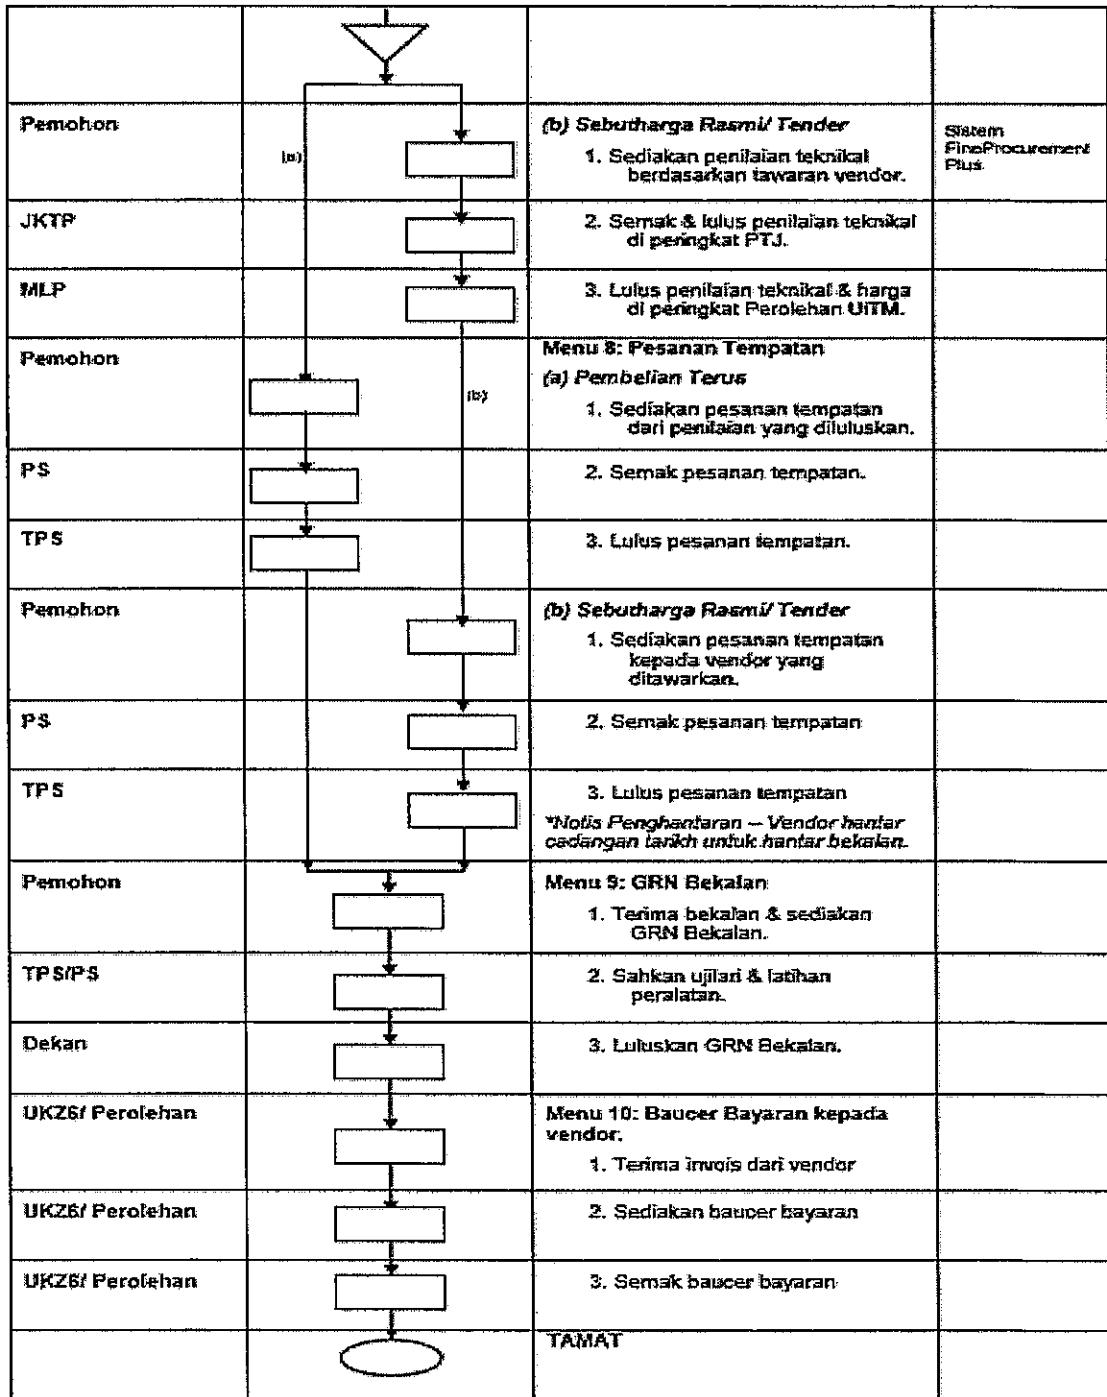 Pemohon
(a)
(b) Sebutharga Rasmi/ Tender
1. Sediakan penilaian teknikal
berdasarkan tawaran vendor.
Sistem
FineProcurement
Plus.
JKTP
2. Semak & lulus penilaian teknikal
di peringkat PTJ.
MLP
3. Lulus penilaian teknikal & harga
di peringkat Perolehan UiTM.
Pemohon
(b)
Menu 8: Pesanan Tempatan
(a) Pembelian Terus
1. Sediakan pesanan tempatan
dari penilaian yang diluluskan.
PS
2. Semak pesanan tempatan.
TPS
3. Lulus pesanan tempatan.
Pemohon
(b) Sebutharga Rasmi/ Tender
1. Sediakan pesanan tempatan
kepada vendor yang
ditawarkan.
PS
2. Semak pesanan tempatan
TPS
3. Lulus pesanan tempatan
*Notis Penghantaran – Vendor hantar
cadangan tarikh untuk hantar bekalan.
Pemohon
Menu 9: GRN Bekalan
1. Terima bekalan & sediakan
GRN Bekalan.
TPS/PS
2. Sahkan ujilari & latihan
peralatan.
Dekan
3. Luluskan GRN Bekalan.
UKZ6/ Perolehan
Menu 10: Baucer Bayaran kepada
vendor.
1. Terima invois dari vendor
UKZ6/ Perolehan
2. Sediakan baucer bayaran
UKZ6/ Perolehan
3. Semak baucer bayaran
TAMAT